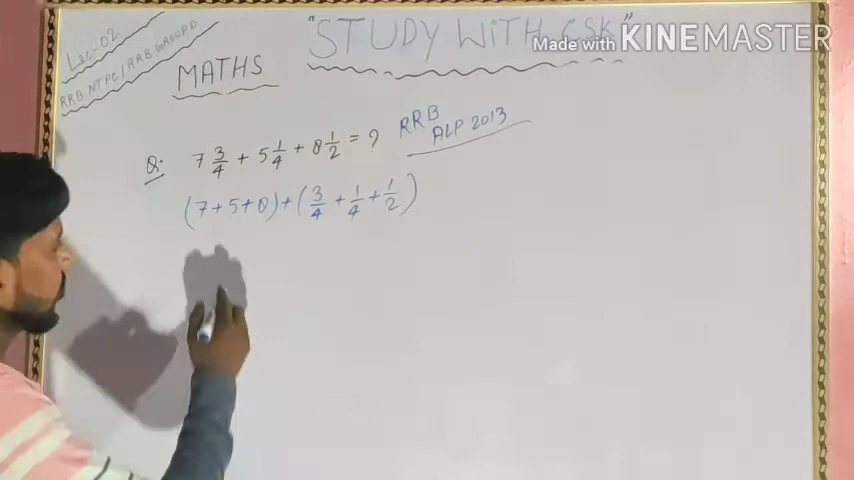 Lec-02
RRB NTPC/RRB GROUP D
"STUDY WITH CSK"
Made with KINEMASTER
MATHS
RRB
ALP 2013
Q: 7 3/4 + 5 1/4 + 8 1/2 = ?
(7+5+8)+(3/4+1/4+1/2)